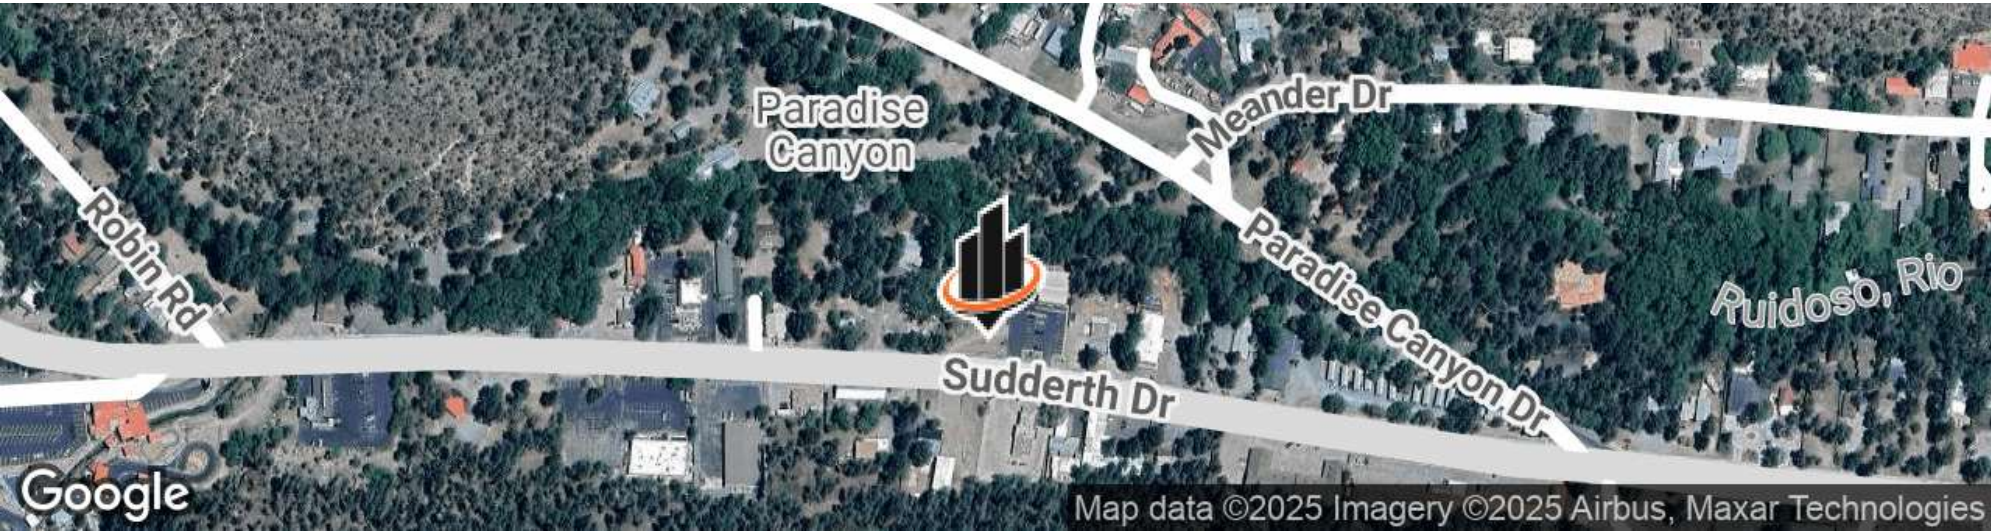 Paradise
Canyon
Meander Dr
Robin Rd
Paradise Canyon Dr
Ruidoso, Rio
Sudderth Dr
Google
Map data ©2025 Imagery ©2025 Airbus, Maxar Technologies